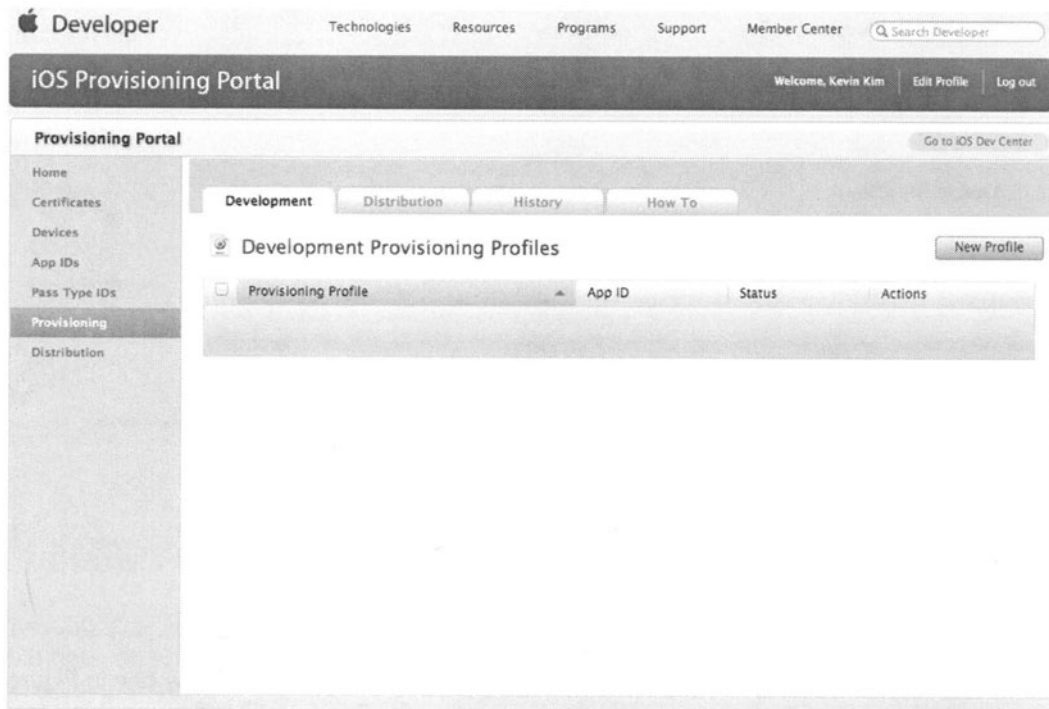 Developer
Technologies Resources Programs Support Member Center Search Developer
iOS Provisioning Portal
Welcome, Kevin Kim Edit Profile Log out
Provisioning Portal
Go to iOS Dev Center
Home
Certificates
Devices
App IDs
Pass Type IDs
Provisioning
Distribution
Development Distribution History How To
Development Provisioning Profiles
New Profile
Provisioning Profile App ID Status Actions